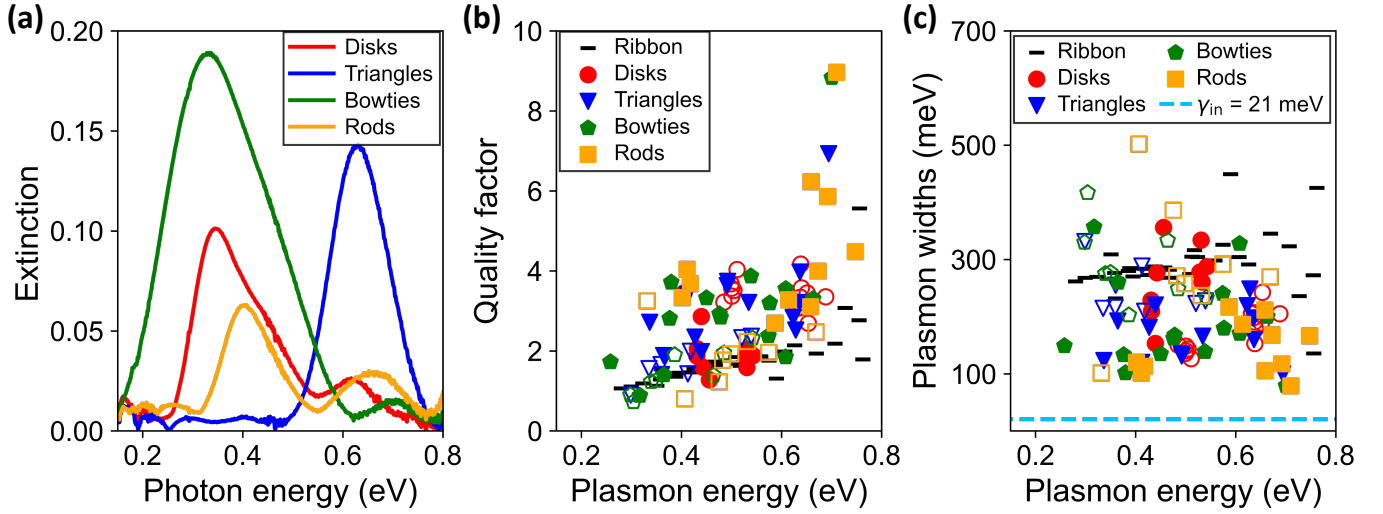 (a)
0.20
0.15
0.10
0.05
0.00
Extinction
0.2 0.4 0.6 0.8
Photon energy (eV)
Disks
Triangles
Bowties
Rods
(b)
10
8
6
4
2
0
Quality factor
0.2 0.4 0.6 0.8
Plasmon energy (eV)
Ribbon
Disks
Triangles
Bowties
Rods
(c)
700
500
300
100
Plasmon widths (meV)
0.2 0.4 0.6 0.8
Plasmon energy (eV)
Ribbon
Disks
Triangles
Bowties
Rods
γin = 21 meV